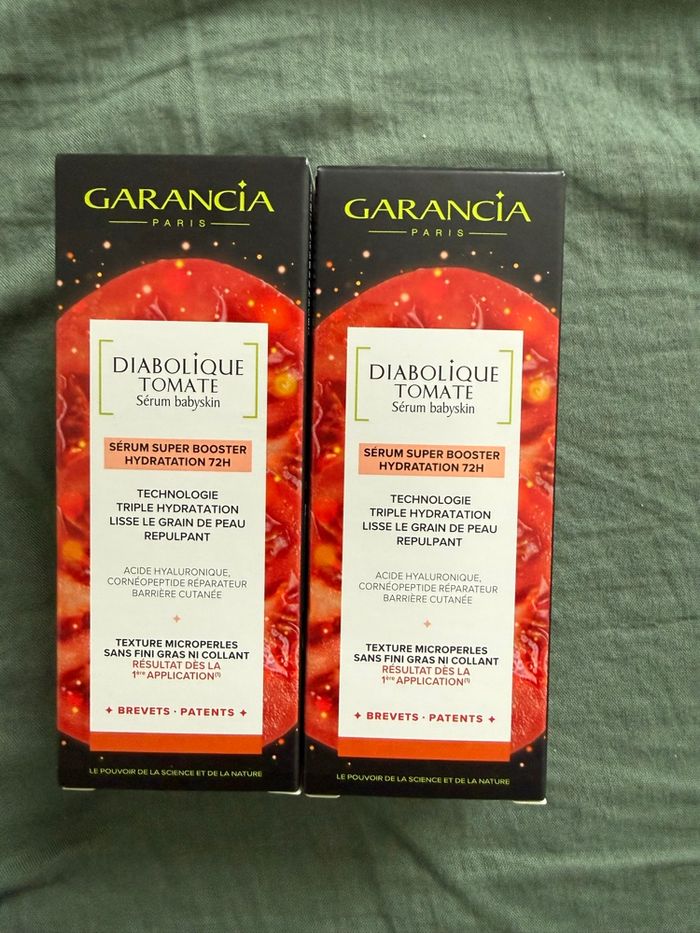 GARANCiA
PARIS
DIABOLiQUE
TOMATE
Sérum babyskin
SÉRUM SUPER BOOSTER
HYDRATATION 72H
TECHNOLOGIE
TRIPLE HYDRATATION
LISSE LE GRAIN DE PEAU
REPULPANT
ACIDE HYALURONIQUE,
CORNÉOPEPTIDE RÉPARATEUR
BARRIÈRE CUTANÉE
TEXTURE MICROPERLES
SANS FINI GRAS NI COLLANT
RÉSULTAT DÈS LA
1ère APPLICATION(1)
BREVETS · PATENTS
LE POUVOIR DE LA SCIENCE ET DE LA NATURE
GARANCiA
PARIS
DIABOLiQUE
TOMATE
Sérum babyskin
SÉRUM SUPER BOOSTER
HYDRATATION 72H
TECHNOLOGIE
TRIPLE HYDRATATION
LISSE LE GRAIN DE PEAU
REPULPANT
ACIDE HYALURONIQUE,
CORNÉOPEPTIDE RÉPARATEUR
BARRIÈRE CUTANÉE
TEXTURE MICROPERLES
SANS FINI GRAS NI COLLANT
RÉSULTAT DÈS LA
1ère APPLICATION(1)
BREVETS · PATENTS
LE POUVOIR DE LA SCIENCE ET DE LA NATURE